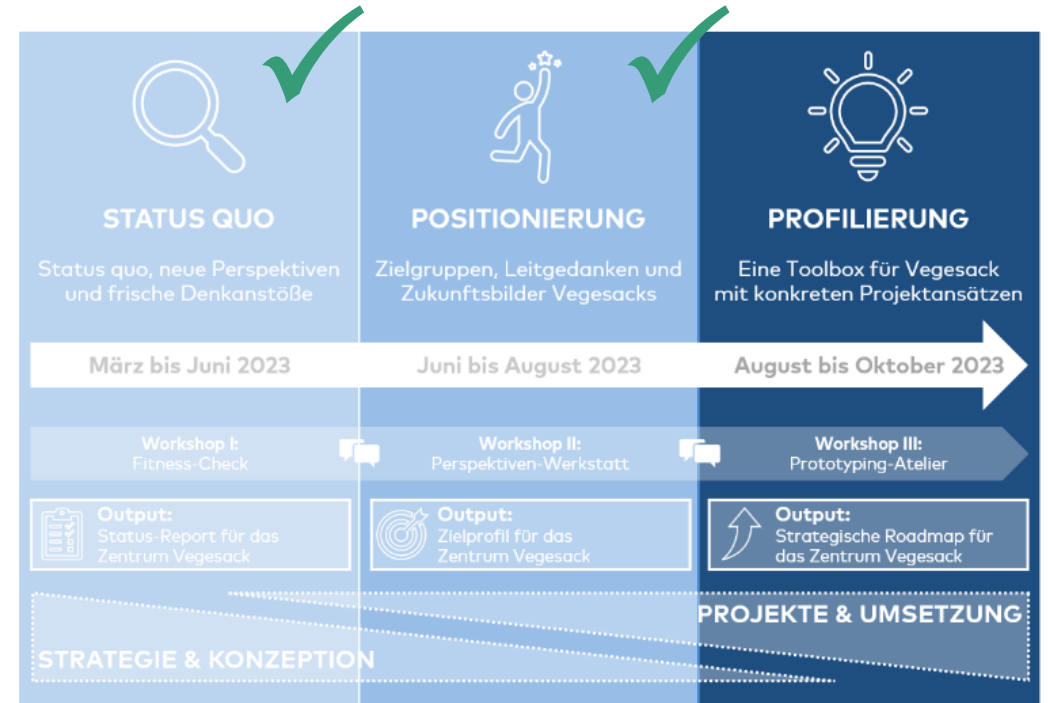 STATUS QUO
Status quo, neue Perspektiven
und frische Denkanstöße
POSITIONIERUNG
Zielgruppen, Leitgedanken und
Zukunftsbilder Vegesacks
PROFILIERUNG
Eine Toolbox für Vegesack
mit konkreten Projektansätzen
März bis Juni 2023
Juni bis August 2023
August bis Oktober 2023
Workshop I:
Fitness-Check
Workshop II:
Perspektiven-Werkstatt
Workshop III:
Prototyping-Atelier
Output:
Status-Report für das
Zentrum Vegesack
Output:
Zielprofil für das
Zentrum Vegesack
Output:
Strategische Roadmap für
das Zentrum Vegesack
PROJEKTE & UMSETZUNG
STRATEGIE & KONZEPTION